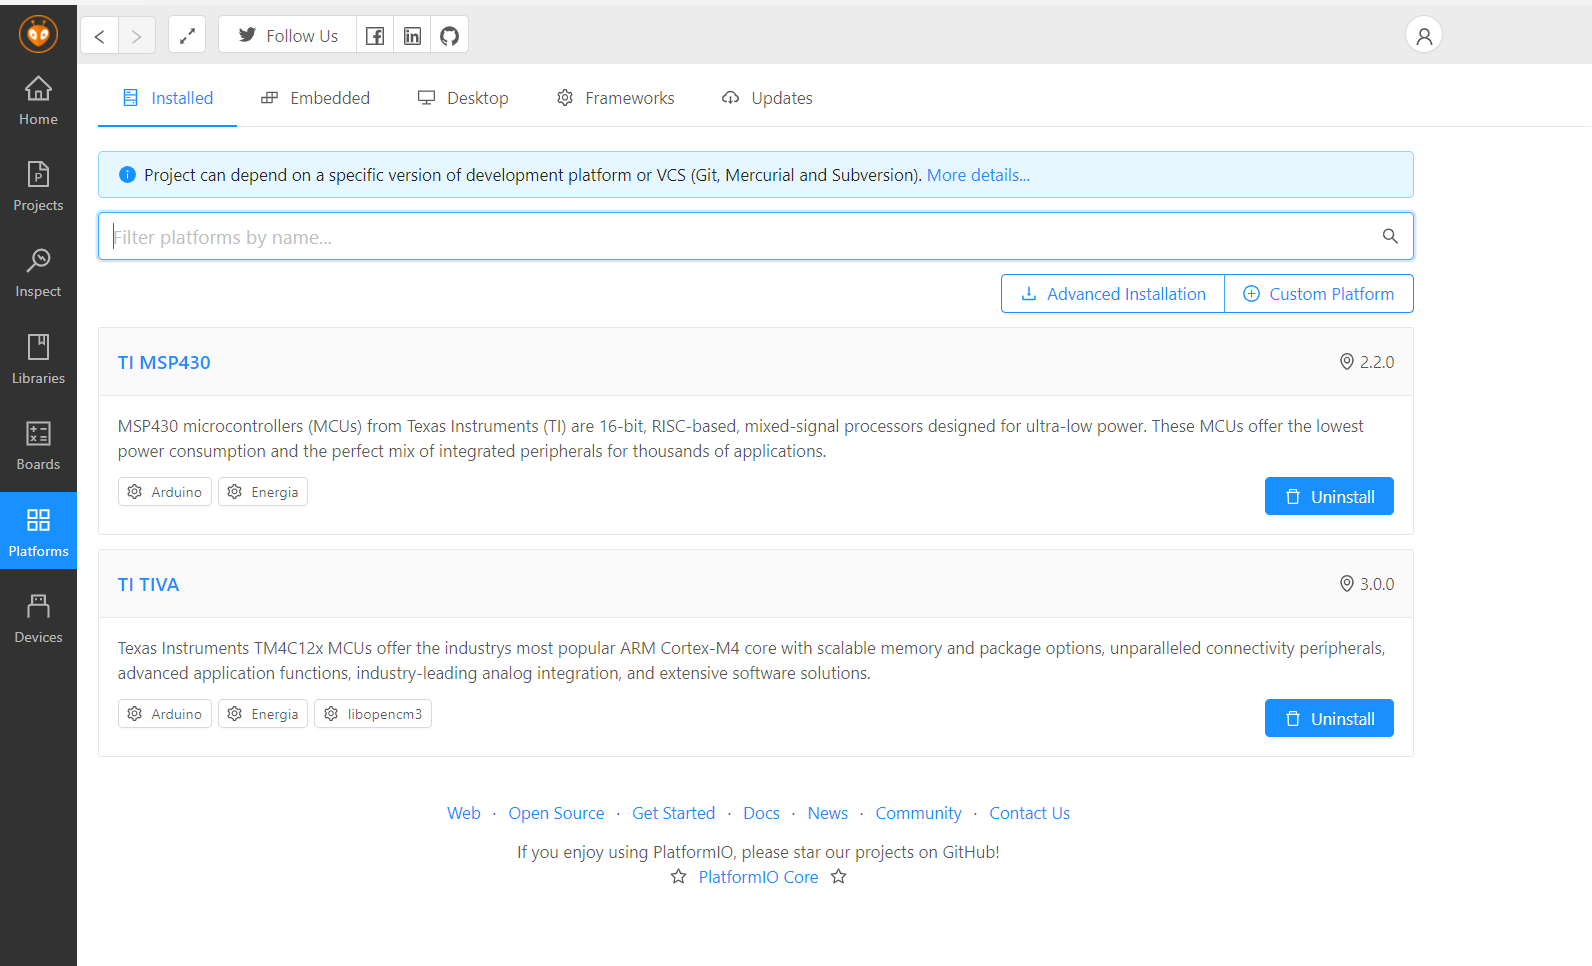 Follow Us
Home
Projects
Inspect
Libraries
Boards
Platforms
Devices
Installed
Embedded
Desktop
Frameworks
Updates
Project can depend on a specific version of development platform or VCS (Git, Mercurial and Subversion). More details...
Filter platforms by name...
Advanced Installation
Custom Platform
TI MSP430
2.2.0
MSP430 microcontrollers (MCUs) from Texas Instruments (TI) are 16-bit, RISC-based, mixed-signal processors designed for ultra-low power. These MCUs offer the lowest
power consumption and the perfect mix of integrated peripherals for thousands of applications.
Arduino
Energia
Uninstall
TI TIVA
3.0.0
Texas Instruments TM4C12x MCUs offer the industrys most popular ARM Cortex-M4 core with scalable memory and package options, unparalleled connectivity peripherals,
advanced application functions, industry-leading analog integration, and extensive software solutions.
Arduino
Energia
libopencm3
Uninstall
Web · Open Source · Get Started · Docs · News · Community · Contact Us
If you enjoy using PlatformIO, please star our projects on GitHub!
PlatformIO Core